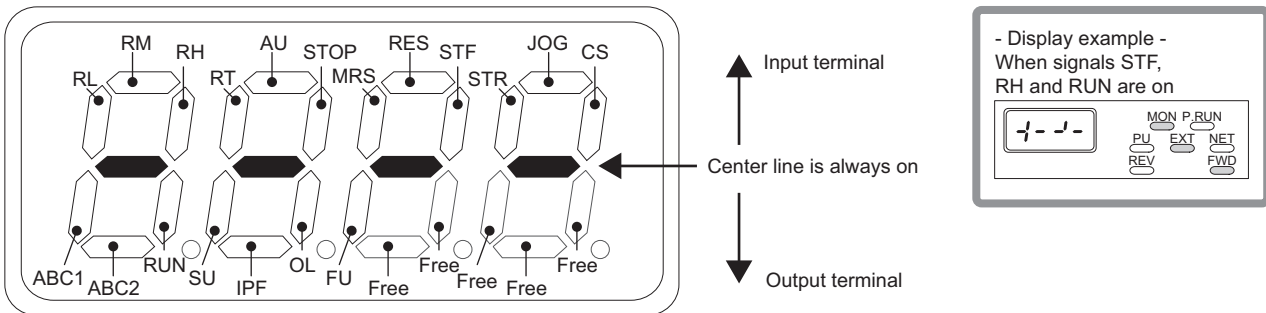 RM
RH
AU
STOP
RES
STF
JOG
CS
RL
RT
MRS
STR
Input terminal
Center line is always on
Output terminal
ABC1
ABC2
RUN
SU
IPF
OL
FU
Free
Free
Free
Free
Free
- Display example -
When signals STF,
RH and RUN are on
MON P.RUN
PU EXT NET
REV FWD